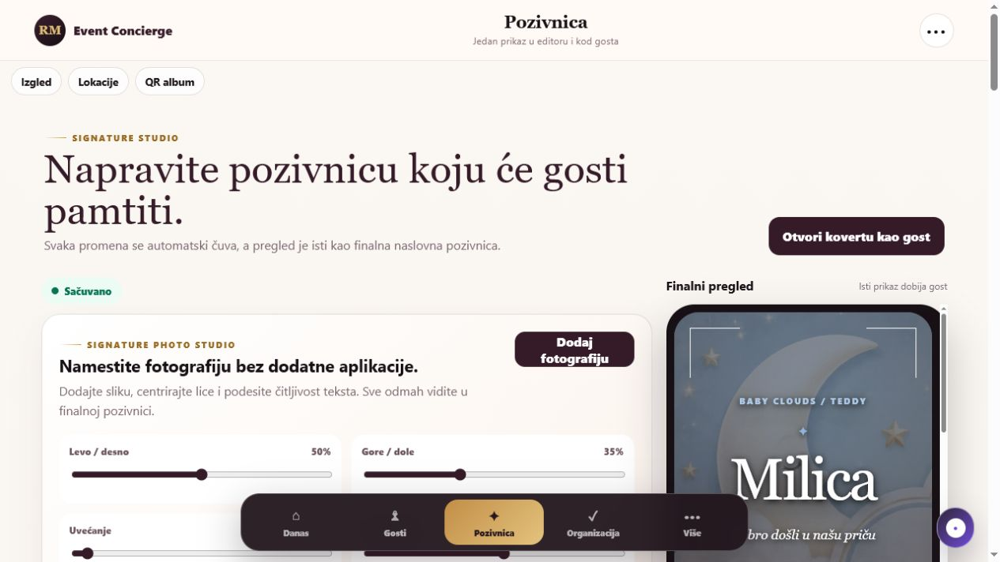 RM Event Concierge
Pozivnica
Jedan prikaz u editoru i kod gosta
Izgled
Lokacije
QR album
SIGNATURE STUDIO
Napravite pozivnicu koju će gosti
pamtiti.
Svaka promena se automatski čuva, a pregled je isti kao finalna naslovna pozivnica.
Otvori kovertu kao gost
Sačuvano
SIGNATURE PHOTO STUDIO
Namestite fotografiju bez dodatne aplikacije.
Dodajte sliku, centrirajte lice i podesite čitljivost teksta. Sve odmah vidite u
finalnoj pozivnici.
Dodaj
fotografiju
Levo / desno 50%
Gore / dole 35%
Uvećanje
Finalni pregled
Isti prikaz dobija gost
BABY CLOUDS / TEDDY
Milica
bro došli u našu priču
Danas
Gosti
Pozivnica
Organizacija
Više